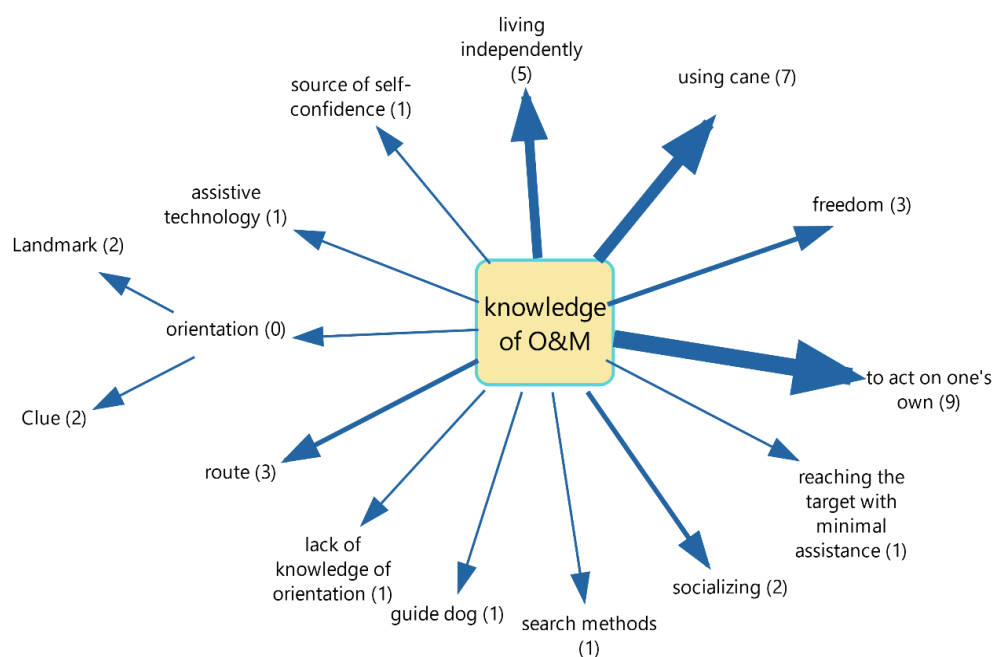 living
independently
(5)
using cane (7)
source of self-
confidence (1)
assistive
technology (1)
freedom (3)
Landmark (2)
knowledge
of O&M
orientation (0)
to act on one's
own (9)
Clue (2)
route (3)
reaching the
target with
minimal
assistance (1)
lack of
knowledge of
orientation (1)
socializing (2)
guide dog (1)
search methods
(1)